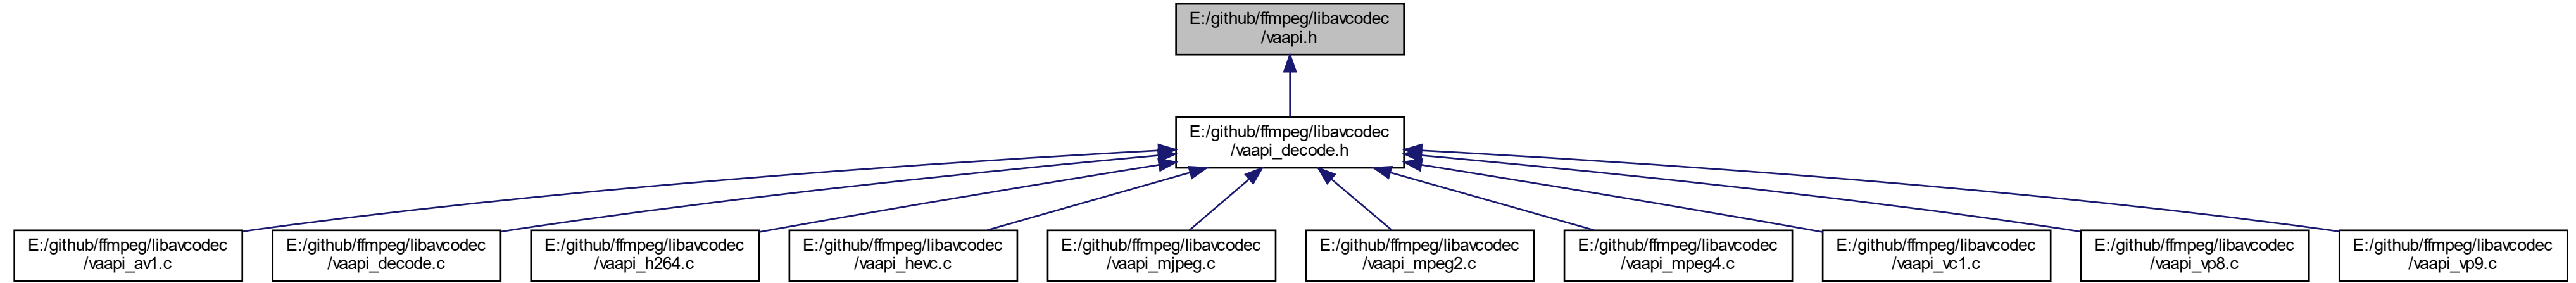 E:/github/ffmpeg/libavcodec
/vaapi.h
E:/github/ffmpeg/libavcodec
/vaapi_decode.h
E:/github/ffmpeg/libavcodec
/vaapi_av1.c
E:/github/ffmpeg/libavcodec
/vaapi_decode.c
E:/github/ffmpeg/libavcodec
/vaapi_h264.c
E:/github/ffmpeg/libavcodec
/vaapi_hevc.c
E:/github/ffmpeg/libavcodec
/vaapi_mjpeg.c
E:/github/ffmpeg/libavcodec
/vaapi_mpeg2.c
E:/github/ffmpeg/libavcodec
/vaapi_mpeg4.c
E:/github/ffmpeg/libavcodec
/vaapi_vc1.c
E:/github/ffmpeg/libavcodec
/vaapi_vp8.c
E:/github/ffmpeg/libavcodec
/vaapi_vp9.c